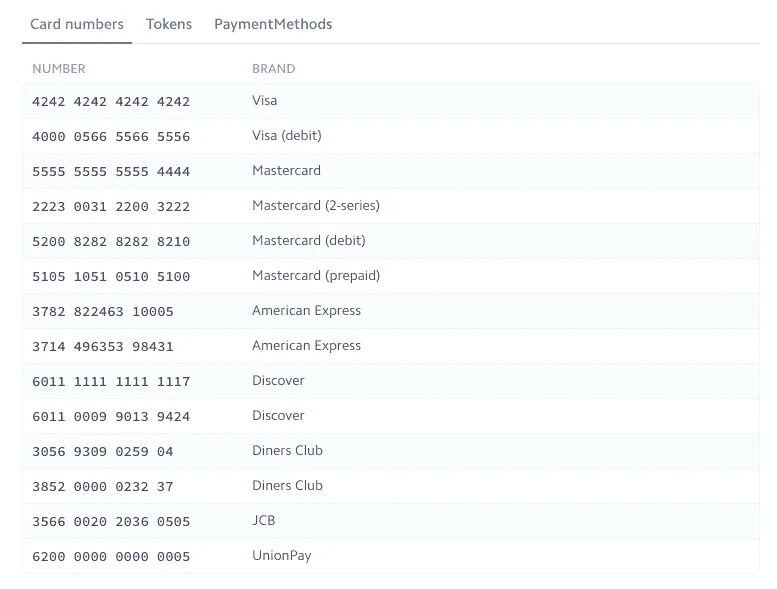 Card numbers Tokens PaymentMethods
NUMBER BRAND
4242 4242 4242 4242 Visa
4000 0566 5566 5556 Visa (debit)
5555 5555 5555 4444 Mastercard
2223 0031 2200 3222 Mastercard (2-series)
5200 8282 8282 8210 Mastercard (debit)
5105 1051 0510 5100 Mastercard (prepaid)
3782 822463 10005 American Express
3714 496353 98431 American Express
6011 1111 1111 1117 Discover
6011 0009 9013 9424 Discover
3056 9309 0259 04 Diners Club
3852 0000 0232 37 Diners Club
3566 0020 2036 0505 JCB
6200 0000 0000 0005 UnionPay